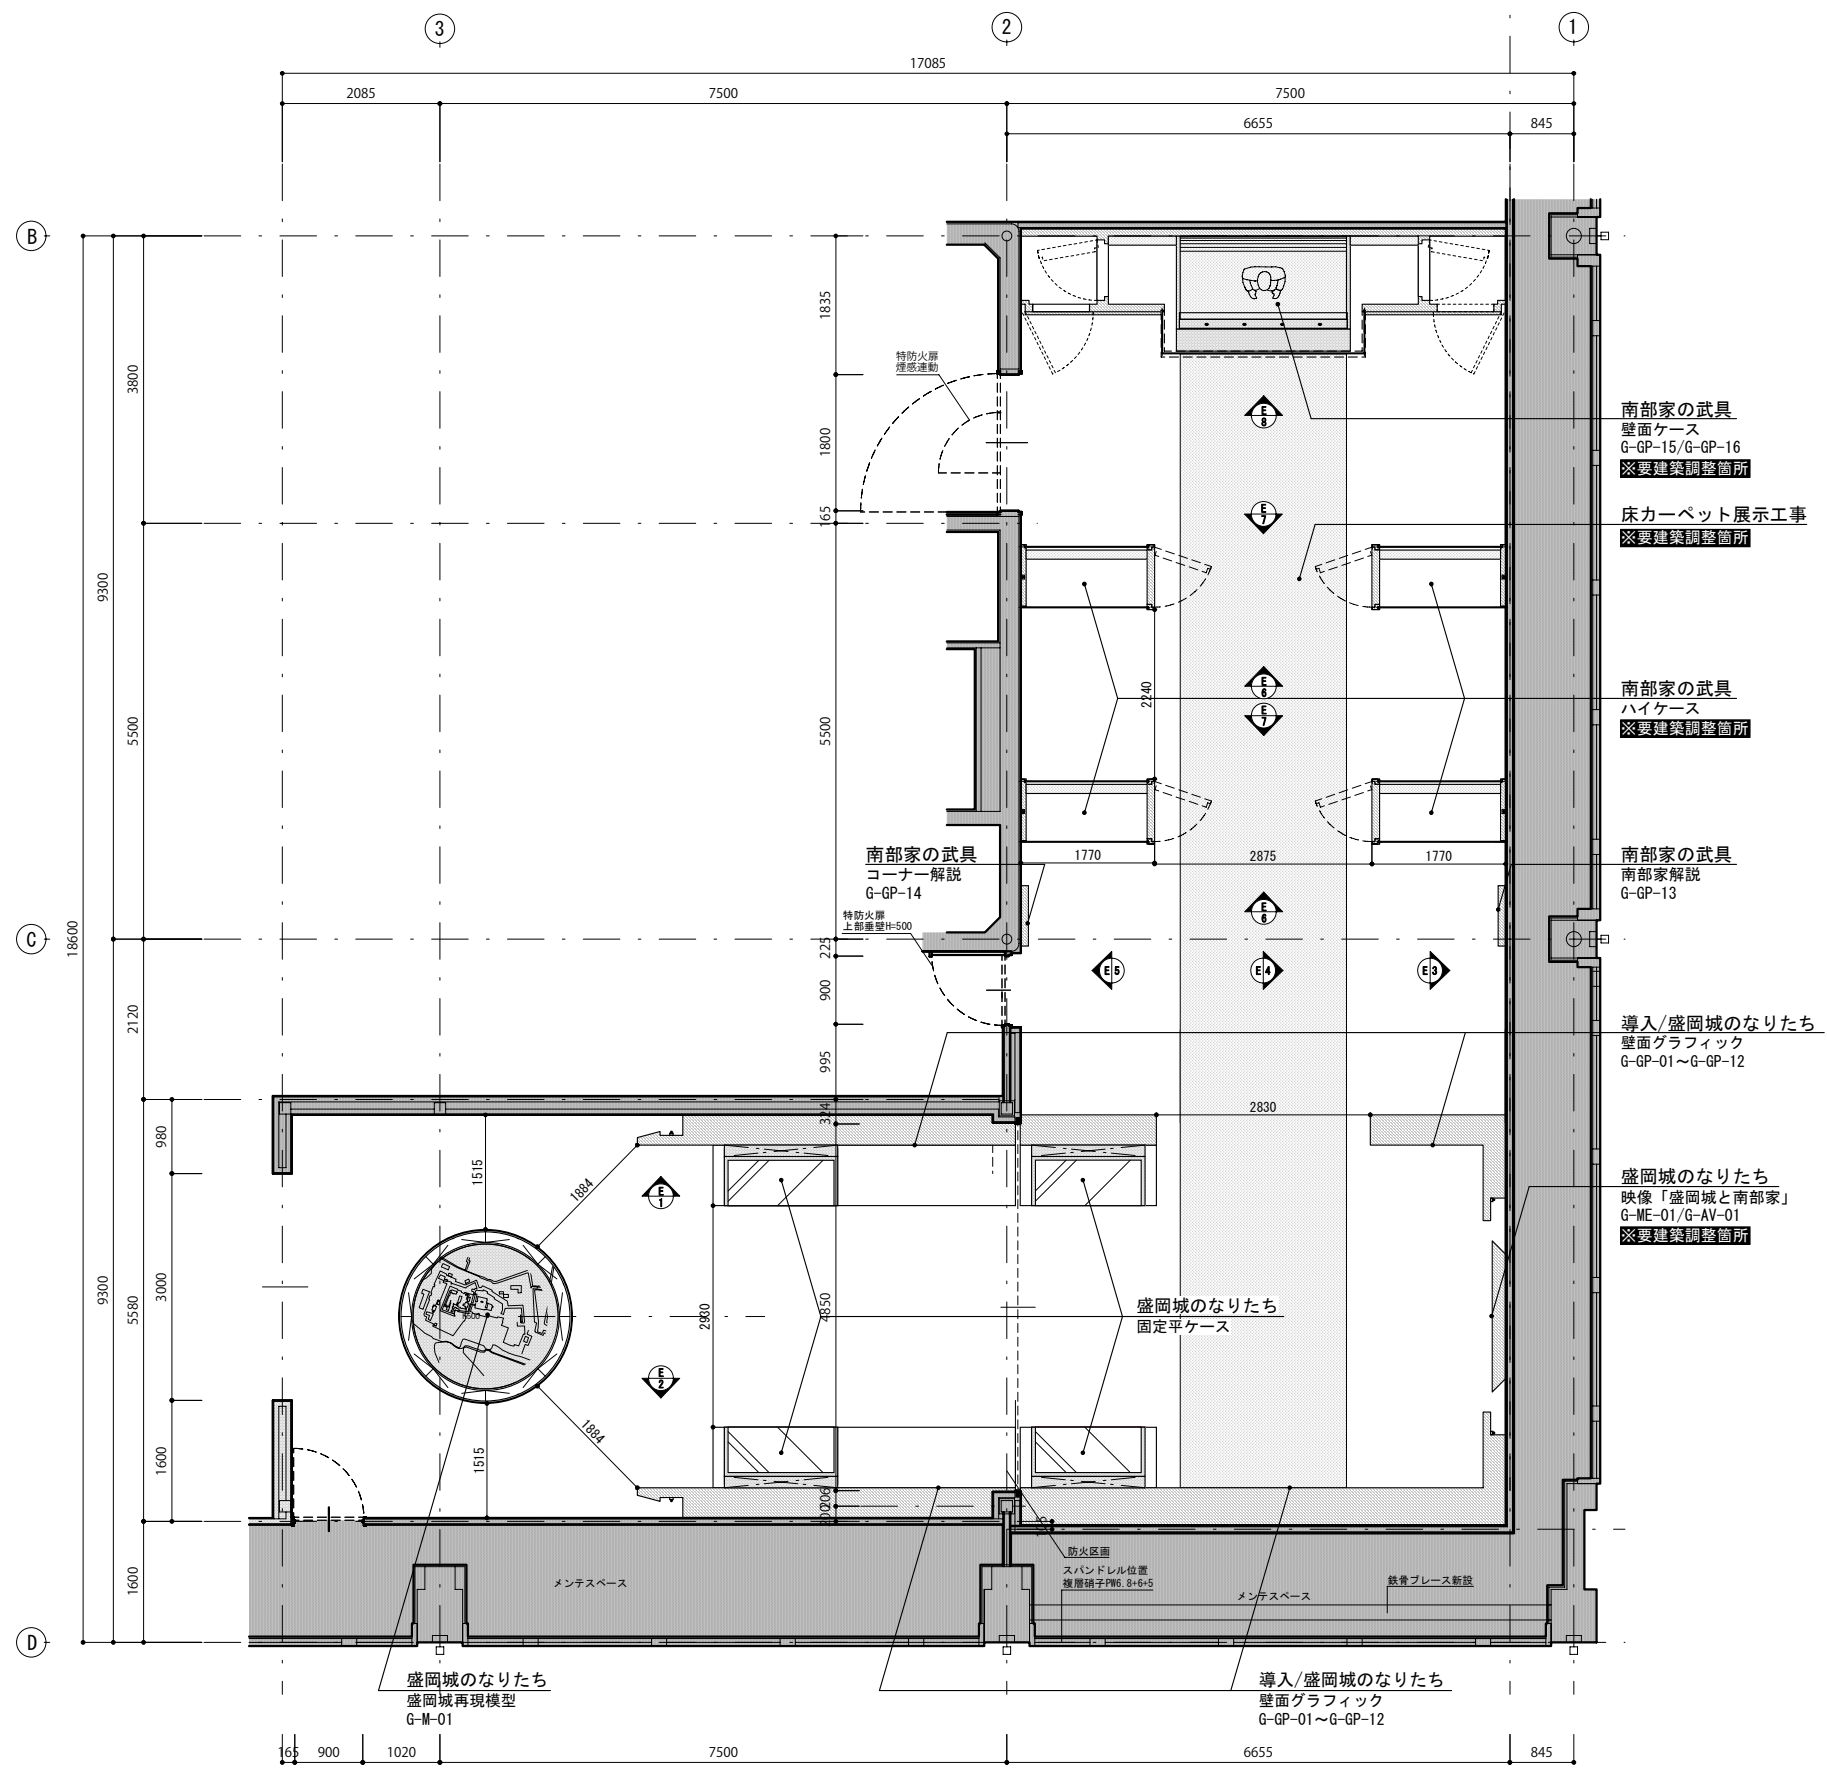 3
2
1
17085
2085
7500
7500
6655
845
B
1835
3800
特防火扉
煙感連動
1800
165
9300
5500
5500
2240
E
8
E
7
E
6
E
7
南部家の武具
壁面ケース
G-GP-15/G-GP-16
※要建築調整箇所
床カーペット展示工事
※要建築調整箇所
南部家の武具
ハイケース
※要建築調整箇所
1770
2875
1770
南部家の武具
コーナー解説
G-GP-14
南部家の武具
南部家解説
G-GP-13
特防火扉
上部垂壁H=500
E
6
C
18600
225
E5
E4
E3
900
2120
995
導入/盛岡城のなりたち
壁面グラフィック
G-GP-01～G-GP-12
324
2830
980
1515
1884
E
1
盛岡城のなりたち
映像「盛岡城と南部家」
G-ME-01/G-AV-01
※要建築調整箇所
9300
5580
3000
2930
4850
盛岡城のなりたち
固定平ケース
E
2
1884
1515
1600
206
200
防火区画
スパンドレル位置
複層硝子PW6.8+6+5
1600
メンテスペース
メンテスペース
鉄骨ブレース新設
D
盛岡城のなりたち
盛岡城再現模型
G-M-01
導入/盛岡城のなりたち
壁面グラフィック
G-GP-01～G-GP-12
165
900
1020
7500
6655
845